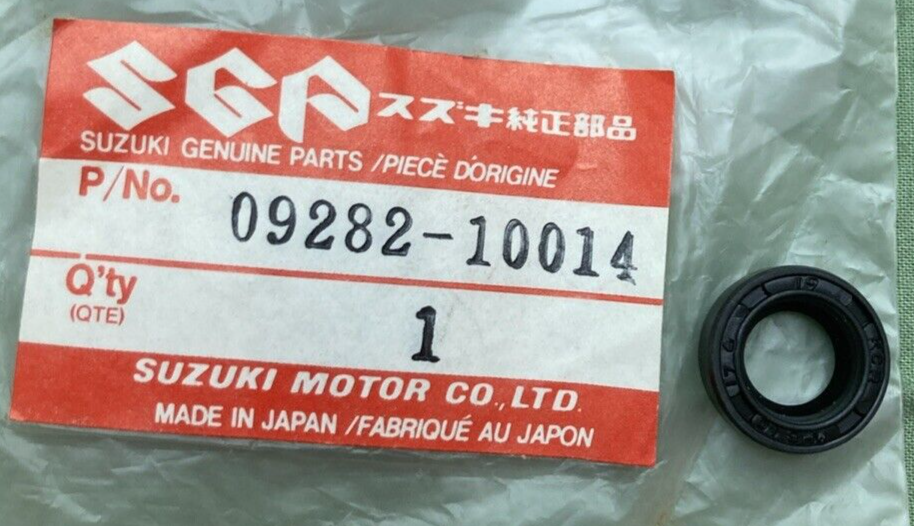 SGP スズキ純正部品
SUZUKI GENUINE PARTS /PIECÈ DÓRIGINE
P/No.
09282-10014
Q'ty
(QTE)
1
SUZUKI MOTOR CO.,LTD.
MADE IN JAPAN /FABRIQUÉ AU JAPON